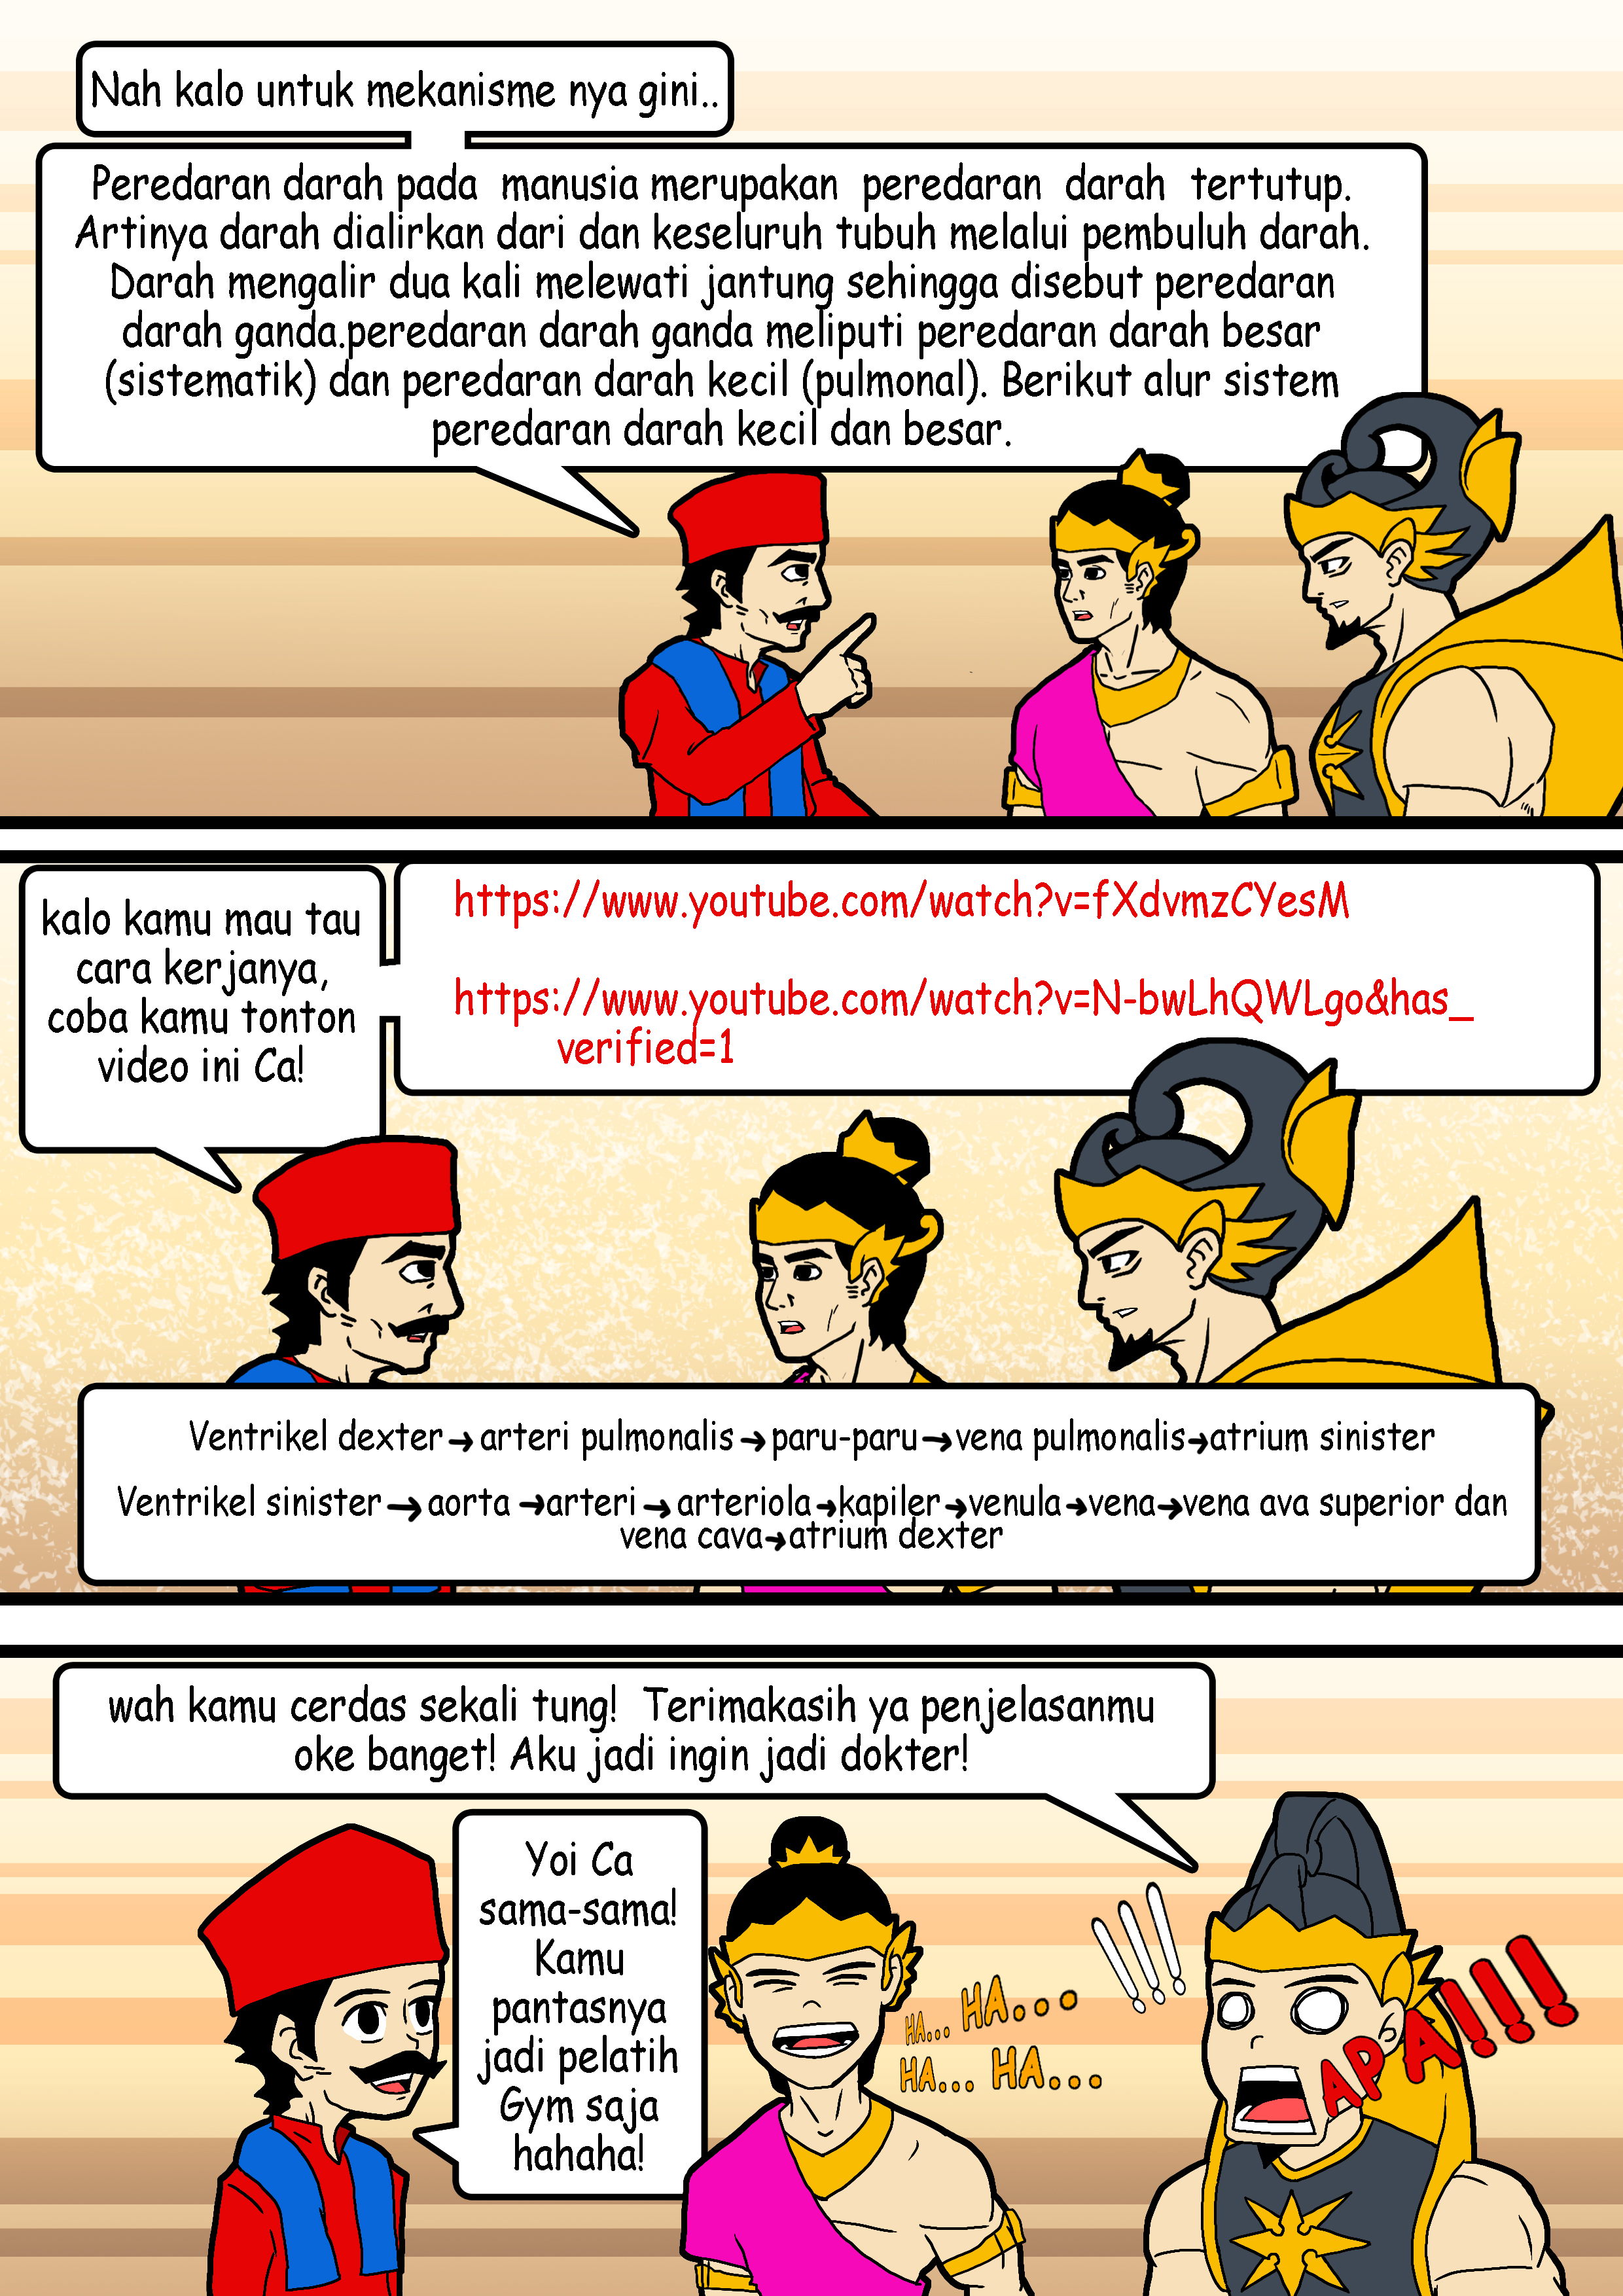 Nah kalo untuk mekanisme nya gini..
Peredaran darah pada manusia merupakan peredaran darah tertutup.
Artinya darah dialirkan dari dan keseluruh tubuh melalui pembuluh darah.
Darah mengalir dua kali melewati jantung sehingga disebut peredaran
darah ganda.peredaran darah ganda meliputi peredaran darah besar
(sistematik) dan peredaran darah kecil (pulmonal). Berikut alur sistem
peredaran darah kecil dan besar.
kalo kamu mau tau
cara kerjanya,
coba kamu tonton
video ini Ca!
https://www.youtube.com/watch?v=fXdvmzCYesM
https://www.youtube.com/watch?v=N-bwLhQWLgo&has_
verified=1
Ventrikel dexter→arteri pulmonalis→paru-paru→vena pulmonalis→atrium sinister
Ventrikel sinister→aorta→arteri→arteriola→kapiler→venula→vena→vena ava superior dan
vena cava→atrium dexter
wah kamu cerdas sekali tung! Terimakasih ya penjelasanmu
oke banget! Aku jadi ingin jadi dokter!
Yoi Ca
sama-sama!
Kamu
pantasnya
jadi pelatih
Gym saja
hahaha!
HA... HA...
HA... HA...
!!!
APA!!!